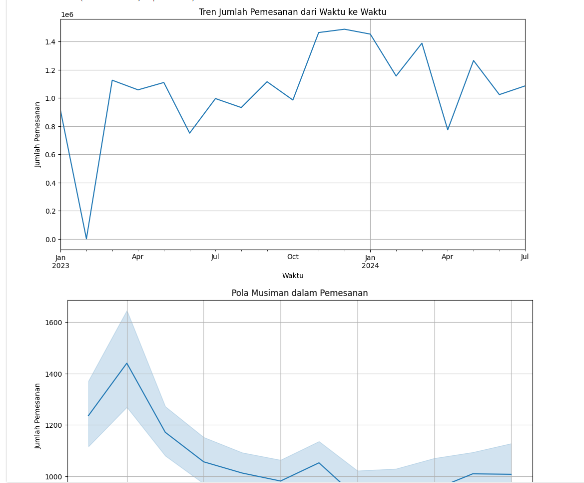 Tren Jumlah Pemesanan dari Waktu ke Waktu
1e6
1.4
1.2
1.0
0.8
0.6
0.4
0.2
0.0
Jumlah Pemesanan
Jan Apr Jul Oct Jan Apr Jul
2023 2024
Waktu
Pola Musiman dalam Pemesanan
1600
1400
1200
1000
Jumlah Pemesanan